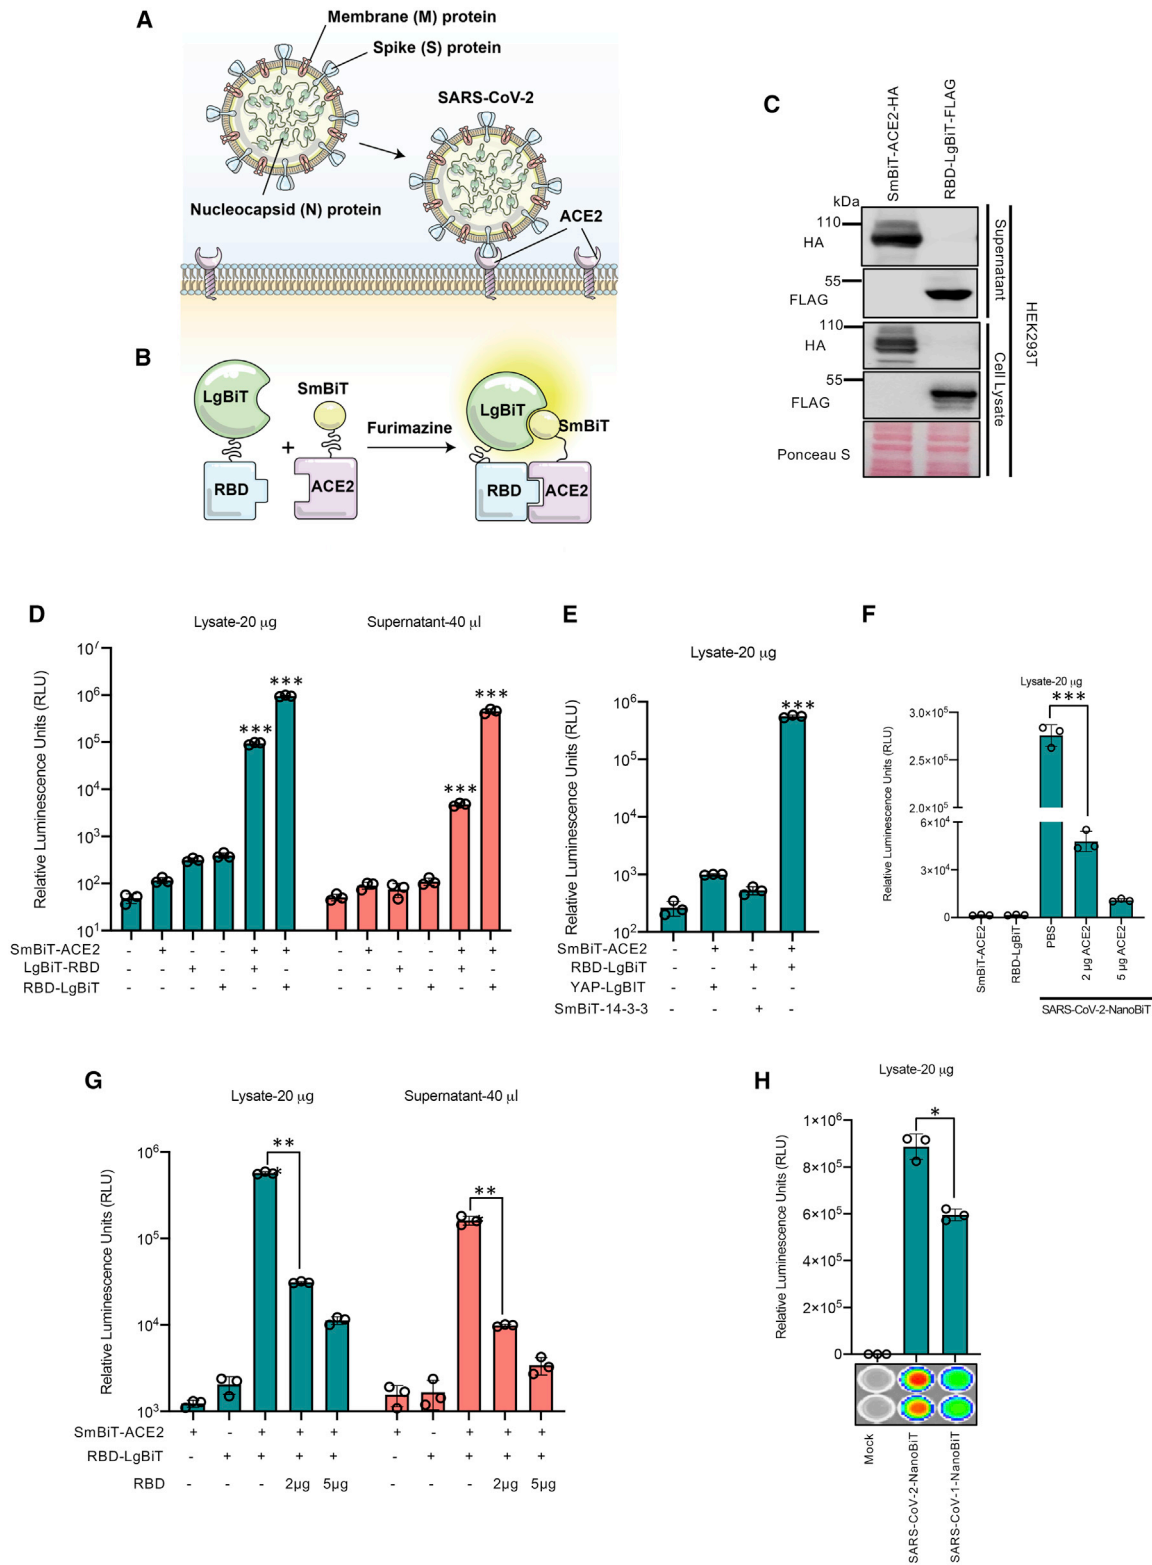 A
Membrane (M) protein
Spike (S) protein
SARS-CoV-2
Nucleocapsid (N) protein
ACE2
B
LgBiT
SmBiT
+
Furimazine
RBD
ACE2
LgBiT
SmBiT
RBD
ACE2
C
SmBiT-ACE2-HA
RBD-LgBiT-FLAG
kDa
110
HA
55
FLAG
110
HA
55
FLAG
Ponceau S
Supernatant
Cell Lysate
HEK293T
D
Lysate-20 µg
Supernatant-40 µl
Relative Luminescence Units (RLU)
10⁷
10⁶
10⁵
10⁴
10³
10²
10¹
*** ***
*** ***
SmBiT-ACE2 - + - - + + - + - - + +
LgBiT-RBD - - + - + - - - + - + -
RBD-LgBiT - - - + - + - - - + - +
E
Lysate-20 µg
Relative Luminescence Units (RLU)
10⁶
10⁵
10⁴
10³
10²
***
SmBiT-ACE2 - + - +
RBD-LgBiT - - + +
YAP-LgBIT - + - -
SmBiT-14-3-3 - - + -
F
Lysate-20 µg
***
Relative Luminescence Units (RLU)
3.0×10⁵
2.5×10⁵
2.0×10⁵
6×10⁴
3×10⁴
0
SmBiT-ACE2
RBD-LgBiT
PBS
2 µg ACE2
5 µg ACE2
SARS-CoV-2-NanoBiT
G
Lysate-20 µg
Supernatant-40 µl
Relative Luminescence Units (RLU)
10⁶
10⁵
10⁴
10³
** *
** *
SmBiT-ACE2 + - + + + + - + + +
RBD-LgBiT - + + + + - + + + +
RBD - - - 2µg 5µg - - - 2µg 5µg
H
Lysate-20 µg
*
Relative Luminescence Units (RLU)
1×10⁶
8×10⁵
6×10⁵
4×10⁵
2×10⁵
0
Mock
SARS-CoV-2-NanoBiT
SARS-CoV-1-NanoBiT